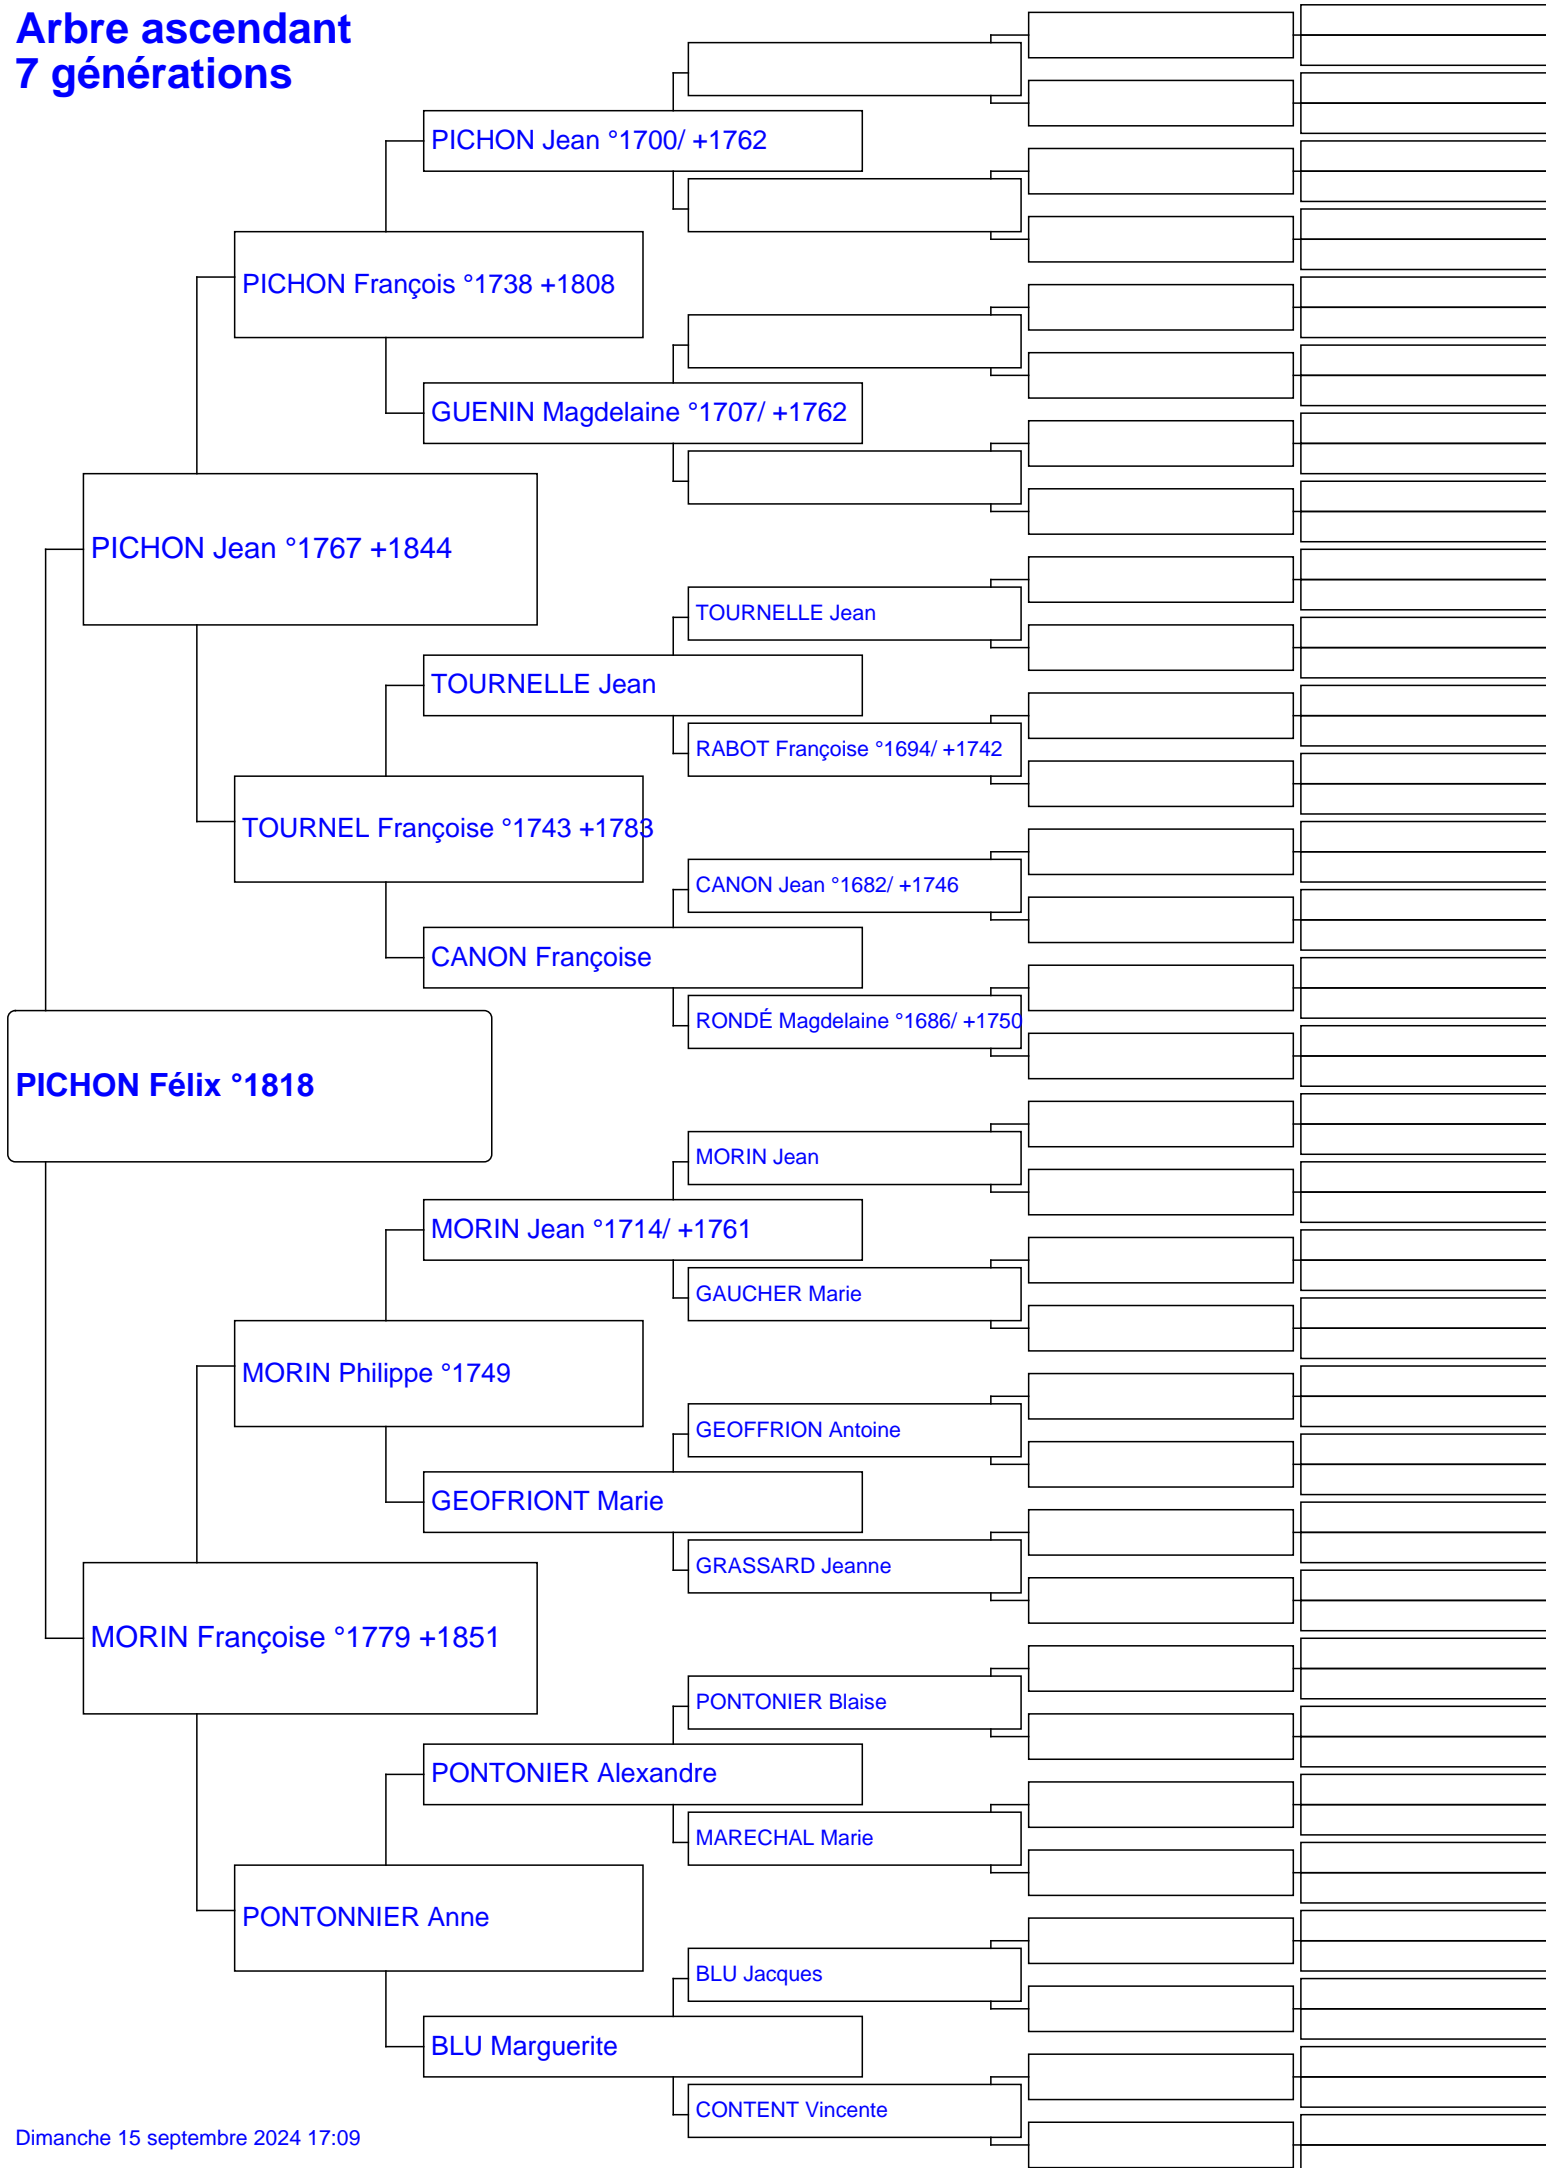 Arbre ascendant
7 générations
PICHON Jean °1700/ +1762
PICHON François °1738 +1808
GUENIN Magdelaine °1707/ +1762
PICHON Jean °1767 +1844
TOURNELLE Jean
TOURNELLE Jean
RABOT Françoise °1694/ +1742
TOURNEL Françoise °1743 +1783
CANON Jean °1682/ +1746
CANON Françoise
RONDÉ Magdelaine °1686/ +1750
PICHON Félix °1818
MORIN Jean
MORIN Jean °1714/ +1761
GAUCHER Marie
MORIN Philippe °1749
GEOFFRION Antoine
GEOFRIONT Marie
GRASSARD Jeanne
MORIN Françoise °1779 +1851
PONTONIER Blaise
PONTONIER Alexandre
MARECHAL Marie
PONTONNIER Anne
BLU Jacques
BLU Marguerite
CONTENT Vincente
Dimanche 15 septembre 2024 17:09